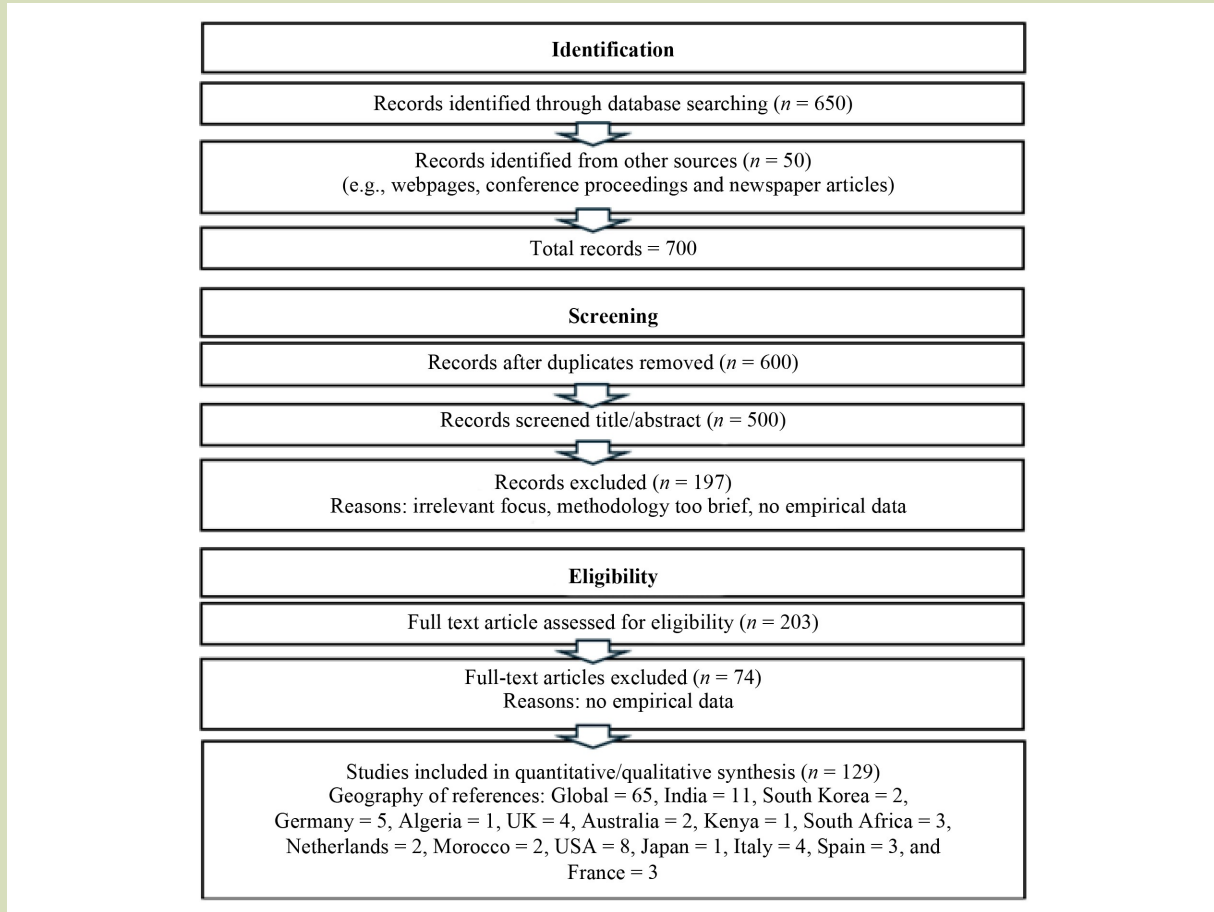 Identification
Records identified through database searching (n = 650)
Records identified from other sources (n = 50)
(e.g., webpages, conference proceedings and newspaper articles)
Total records = 700
Screening
Records after duplicates removed (n = 600)
Records screened title/abstract (n = 500)
Records excluded (n = 197)
Reasons: irrelevant focus, methodology too brief, no empirical data
Eligibility
Full text article assessed for eligibility (n = 203)
Full-text articles excluded (n = 74)
Reasons: no empirical data
Studies included in quantitative/qualitative synthesis (n = 129)
Geography of references: Global = 65, India = 11, South Korea = 2,
Germany = 5, Algeria = 1, UK = 4, Australia = 2, Kenya = 1, South Africa = 3,
Netherlands = 2, Morocco = 2, USA = 8, Japan = 1, Italy = 4, Spain = 3, and
France = 3